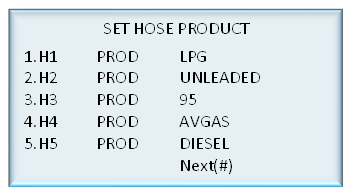 SET HOSE PRODUCT
1.H1 PROD LPG
2.H2 PROD UNLEADED
3.H3 PROD 95
4.H4 PROD AVGAS
5.H5 PROD DIESEL
Next(#)